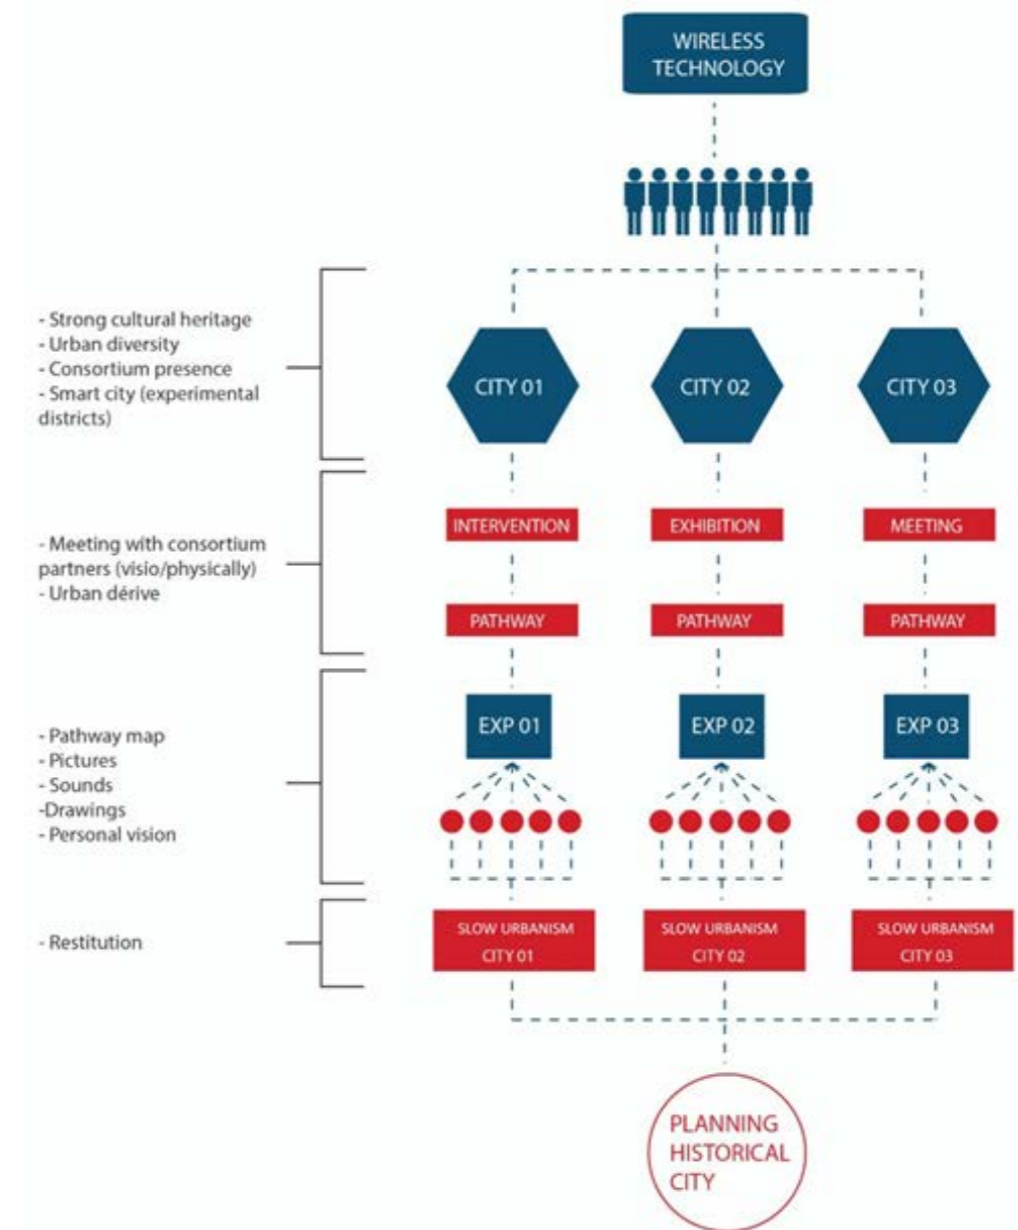 WIRELESS
TECHNOLOGY
- Strong cultural heritage
- Urban diversity
- Consortium presence
- Smart city (experimental
districts)
CITY 01
CITY 02
CITY 03
- Meeting with consortium
partners (visio/physically)
- Urban dérive
INTERVENTION
EXHIBITION
MEETING
PATHWAY
PATHWAY
PATHWAY
- Pathway map
- Pictures
- Sounds
-Drawings
- Personal vision
EXP 01
EXP 02
EXP 03
- Restitution
SLOW URBANISM
CITY 01
SLOW URBANISM
CITY 02
SLOW URBANISM
CITY 03
PLANNING
HISTORICAL
CITY